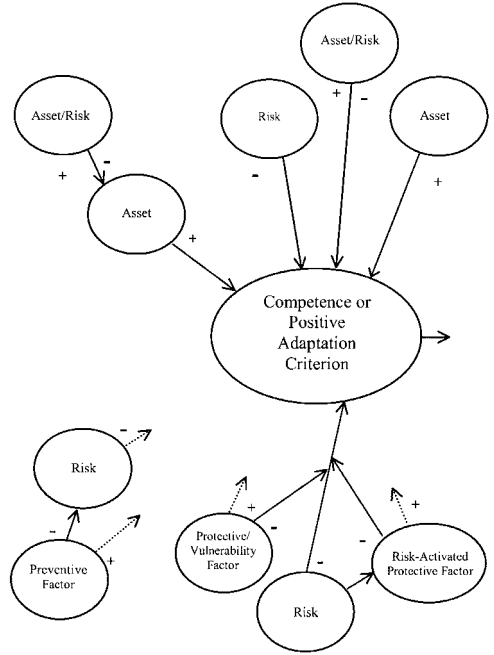 Asset/Risk
+ -
Asset/Risk
+ -
Risk
-
Asset
+
Asset
+
Competence or
Positive
Adaptation
Criterion
Risk
-
-
Preventive
Factor
+
Protective/
Vulnerability
Factor
+
-
Risk
-
Risk-Activated
Protective Factor
+
-